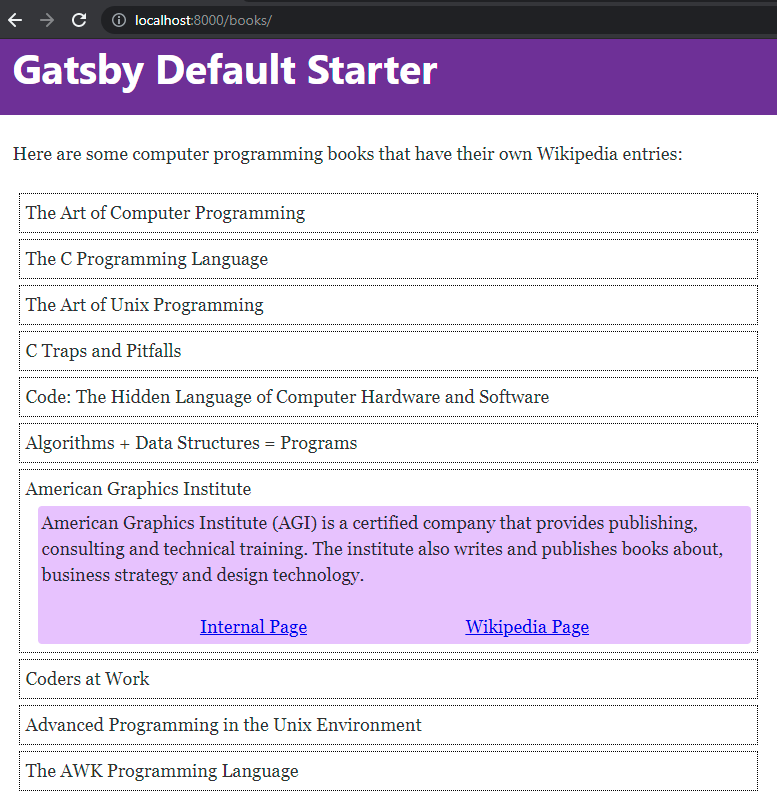 localhost:8000/books/
Gatsby Default Starter
Here are some computer programming books that have their own Wikipedia entries:
The Art of Computer Programming
The C Programming Language
The Art of Unix Programming
C Traps and Pitfalls
Code: The Hidden Language of Computer Hardware and Software
Algorithms + Data Structures = Programs
American Graphics Institute
American Graphics Institute (AGI) is a certified company that provides publishing,
consulting and technical training. The institute also writes and publishes books about,
business strategy and design technology.
Internal Page Wikipedia Page
Coders at Work
Advanced Programming in the Unix Environment
The AWK Programming Language